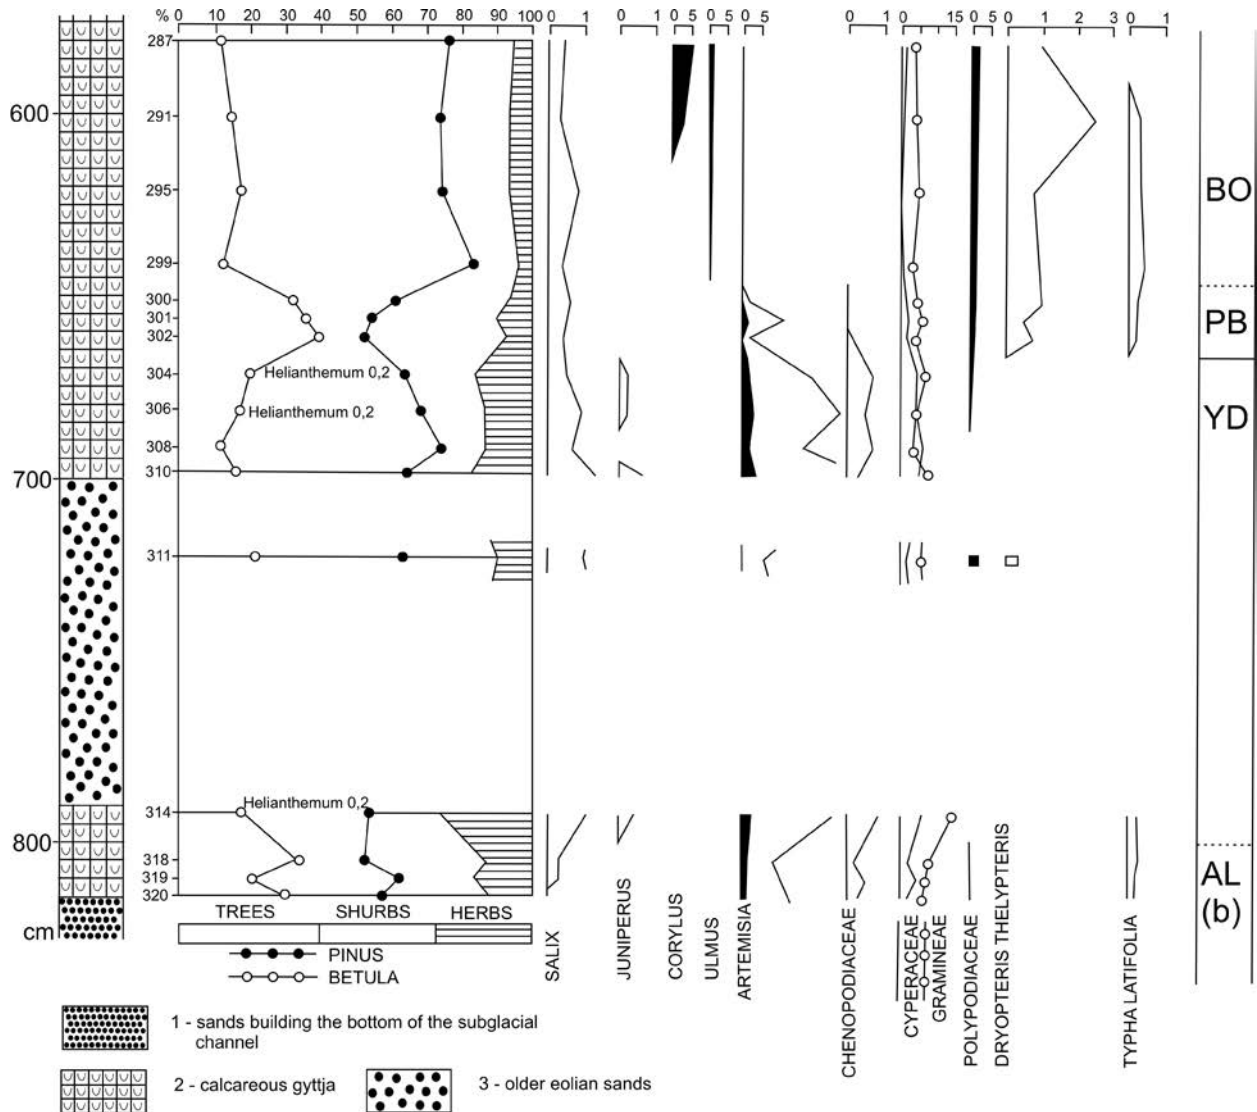 % 0 10 20 30 40 50 60 70 80 90 100 0 1 0 1 0 5 0 5 0 5 0 1 0 15 0 5 0 1 2 3 0 1
287
600 291
295 BO
299
300
301 PB
302
304 Helianthemum 0,2
306 Helianthemum 0,2 YD
308
310
700
311
314 Helianthemum 0,2
800
318
319 AL
320 (b)
cm
TREES SHURBS HERBS
PINUS
BETULA
SALIX
JUNIPERUS
CORYLUS
ULMUS
ARTEMISIA
CHENOPODIACEAE
CYPERACEAE
GRAMINEAE
POLYPODIACEAE
DRYOPTERIS THELYPTERIS
TYPHA LATIFOLIA
1 - sands building the bottom of the subglacial
channel
2 - calcareous gyttja
3 - older eolian sands